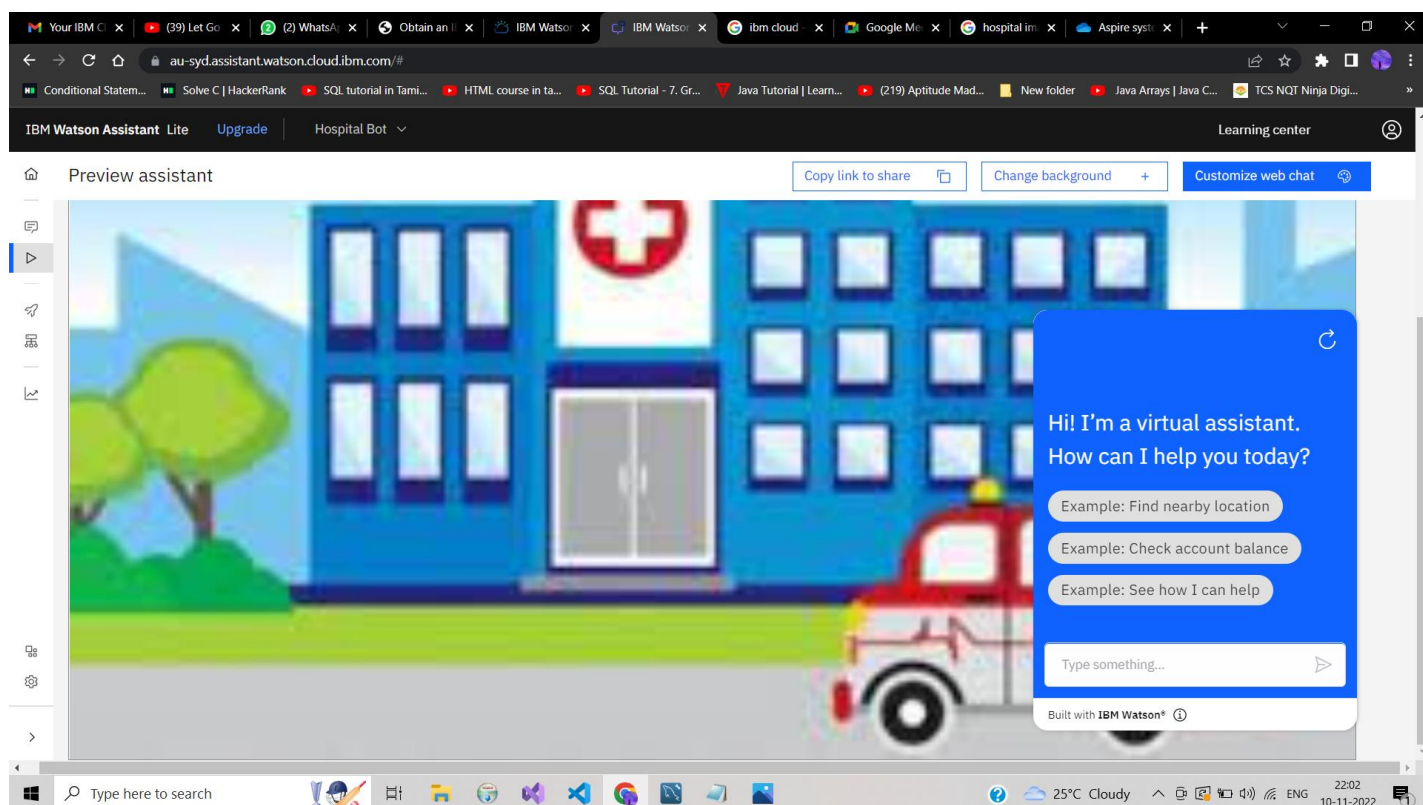 Your IBM Cl
(39) Let Go
(2) WhatsAp
Obtain an I
IBM Watson
IBM Watson
ibm cloud -
Google Me
hospital im
Aspire syste
au-syd.assistant.watson.cloud.ibm.com/#
Conditional Statem...
Solve C | HackerRank
SQL tutorial in Tami...
HTML course in ta...
SQL Tutorial - 7. Gr...
Java Tutorial | Learn...
(219) Aptitude Mad...
New folder
Java Arrays | Java C...
TCS NQT Ninja Digi...
»
IBM Watson Assistant Lite
Upgrade
Hospital Bot
Learning center
Preview assistant
Copy link to share
Change background +
Customize web chat
Hi! I'm a virtual assistant.
How can I help you today?
Example: Find nearby location
Example: Check account balance
Example: See how I can help
Type something...
Built with IBM Watson®
Type here to search
25°C Cloudy
ENG
22:02
10-11-2022
1